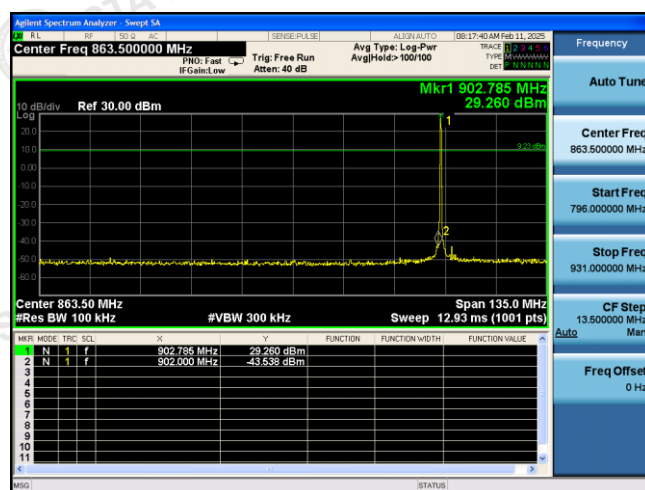 Agilent Spectrum Analyzer - Swept SA
RL RF 50 Ω AC SENSE:PULSE ALIGN AUTO 08:17:40 AM Feb 11, 2025
Center Freq 863.500000 MHz
PNO: Fast
IFGain:Low
Trig: Free Run
Atten: 40 dB
Avg Type: Log-Pwr
Avg|Hold:>100/100
TRACE 1 2 3 4 5 6
TYPE
DET P N N N N N
Mkr1 902.785 MHz
29.260 dBm
10 dB/div Ref 30.00 dBm
Log
20.0
10.0
0.00
-10.0
-20.0
-30.0
-40.0
-50.0
-60.0
1
9.23 dBm
2
Center 863.50 MHz Span 135.0 MHz
#Res BW 100 kHz #VBW 300 kHz Sweep 12.93 ms (1001 pts)
MKR MODE TRC SCL X Y FUNCTION FUNCTION WIDTH FUNCTION VALUE
1 N 1 f 902.785 MHz 29.260 dBm
2 N 1 f 902.000 MHz -43.538 dBm
3
4
5
6
7
8
9
10
11
MSG STATUS
Frequency
Auto Tune
Center Freq
863.500000 MHz
Start Freq
796.000000 MHz
Stop Freq
931.000000 MHz
CF Step
13.500000 MHz
Auto Man
Freq Offset
0 Hz